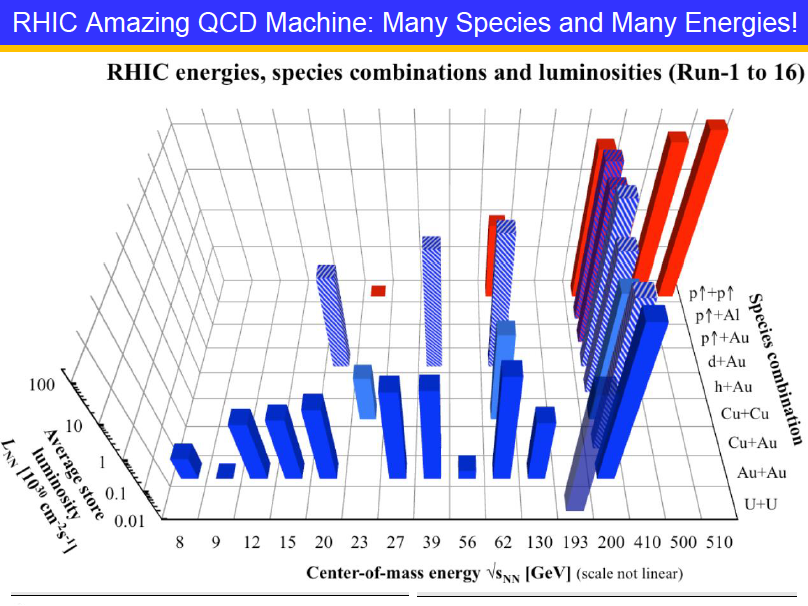 RHIC Amazing QCD Machine: Many Species and Many Energies!
RHIC energies, species combinations and luminosities (Run-1 to 16)
p↑+p↑
p↑+Al
p↑+Au
d+Au
h+Au
Cu+Cu
Cu+Au
Au+Au
U+U
Species combination
100
10
1
0.1
0.01
Average store
luminosity
L_NN [10³⁰ cm⁻²s⁻¹]
8 9 12 15 20 23 27 39 56 62 130 193 200 410 500 510
Center-of-mass energy √s_NN [GeV] (scale not linear)